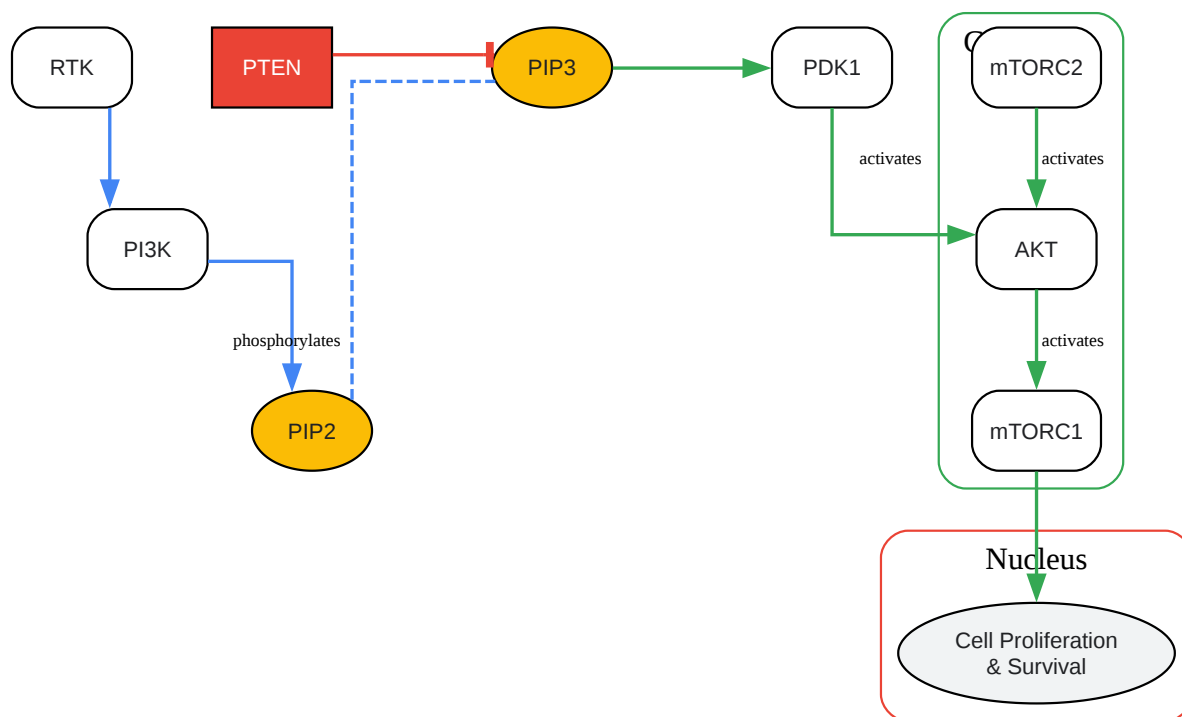 RTK
PTEN
PIP3
PDK1
mTORC2
activates
activates
PI3K
AKT
phosphorylates
activates
PIP2
mTORC1
Nucleus
Cell Proliferation
& Survival